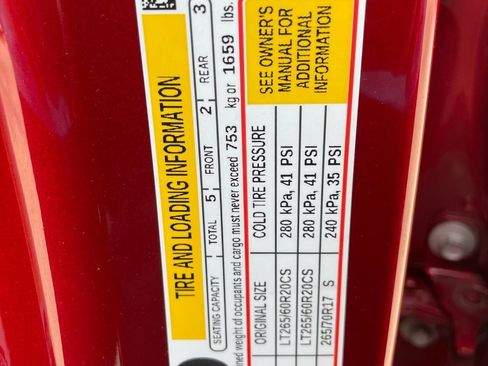 TIRE AND LOADING INFORMATION
SEATING CAPACITY TOTAL 5 FRONT 2 REAR 3
weight of occupants and cargo must never exceed 753 kg or 1659 lbs.
ORIGINAL SIZE COLD TIRE PRESSURE
LT265/60R20CS 280 kPa, 41 PSI
LT265/60R20CS 280 kPa, 41 PSI
265/70R17 S 240 kPa, 35 PSI
SEE OWNER'S
MANUAL FOR
ADDITIONAL
INFORMATION